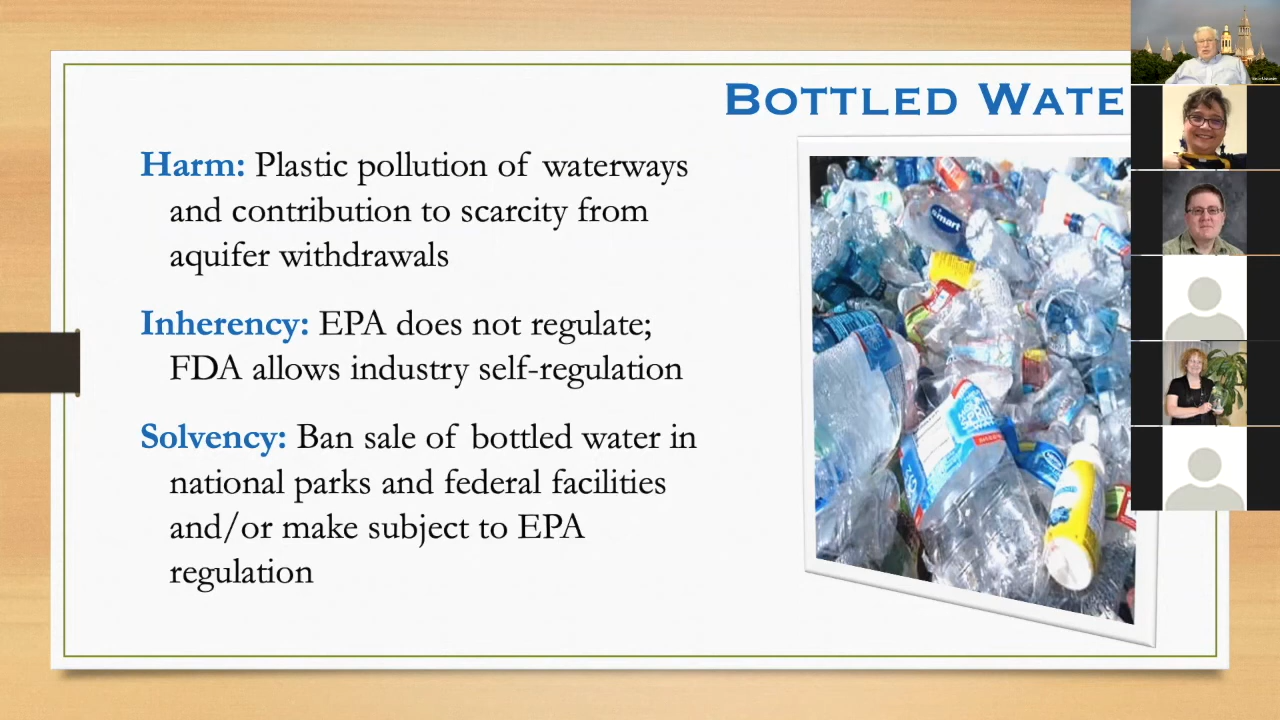 Bottled Wate
Harm: Plastic pollution of waterways
and contribution to scarcity from
aquifer withdrawals
Inherency: EPA does not regulate;
FDA allows industry self-regulation
Solvency: Ban sale of bottled water in
national parks and federal facilities
and/or make subject to EPA
regulation
smart